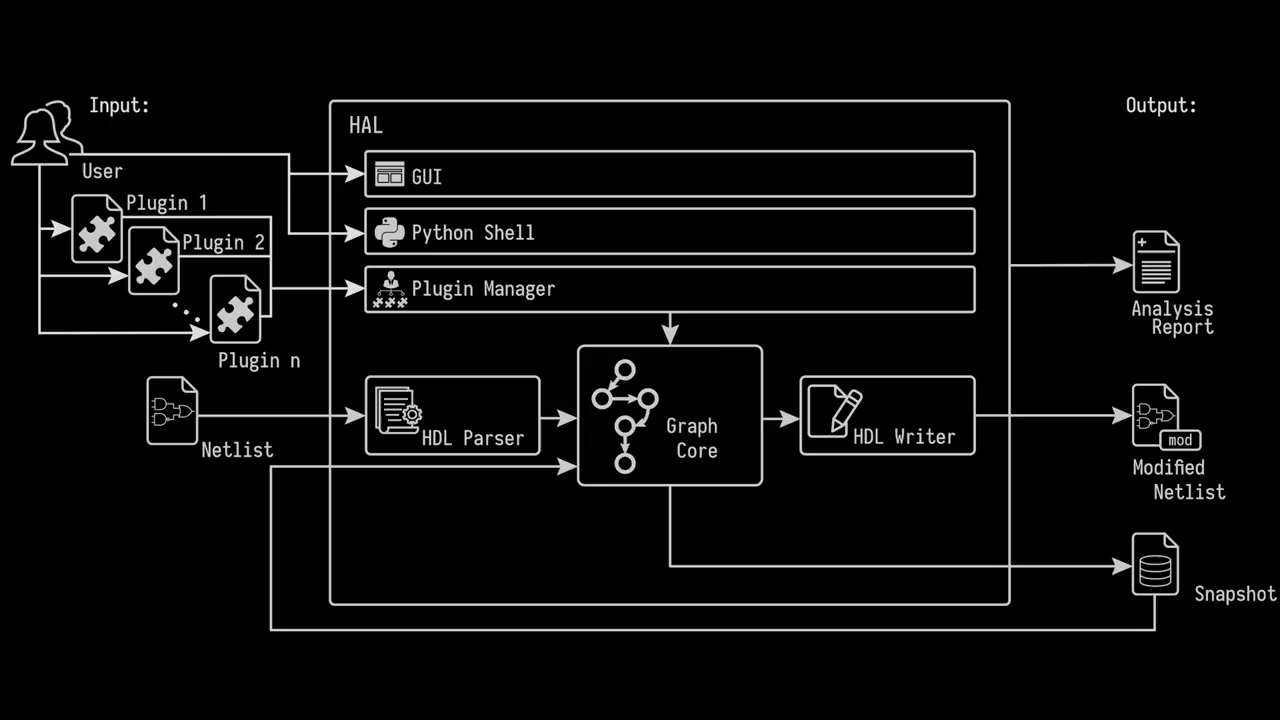 Input:
Output:
HAL
User
GUI
Plugin 1
Python Shell
Plugin 2
Plugin Manager
Analysis
Report
Plugin n
Netlist
HDL Parser
Graph
Core
HDL Writer
mod
Modified
Netlist
Snapshot